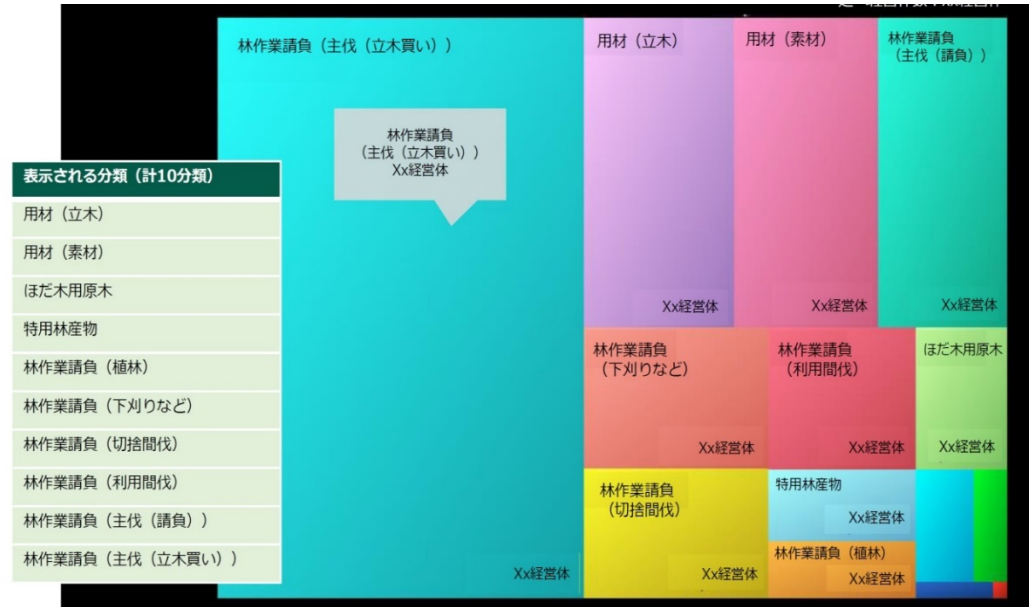 林作業請負（主伐（立木買い））
用材（立木）
用材（素材）
林作業請負
（主伐（請負））
林作業請負
（主伐（立木買い））
Xx経営体
表示される分類（計10分類）
用材（立木）
用材（素材）
ほだ木用原木
特用林産物
林作業請負（植林）
林作業請負（下刈りなど）
林作業請負（切捨間伐）
林作業請負（利用間伐）
林作業請負（主伐（請負））
林作業請負（主伐（立木買い））
Xx経営体
Xx経営体
Xx経営体
Xx経営体
林作業請負
（下刈りなど）
Xx経営体
林作業請負
（利用間伐）
Xx経営体
ほだ木用原木
Xx経営体
林作業請負
（切捨間伐）
Xx経営体
特用林産物
Xx経営体
林作業請負（植林）
Xx経営体